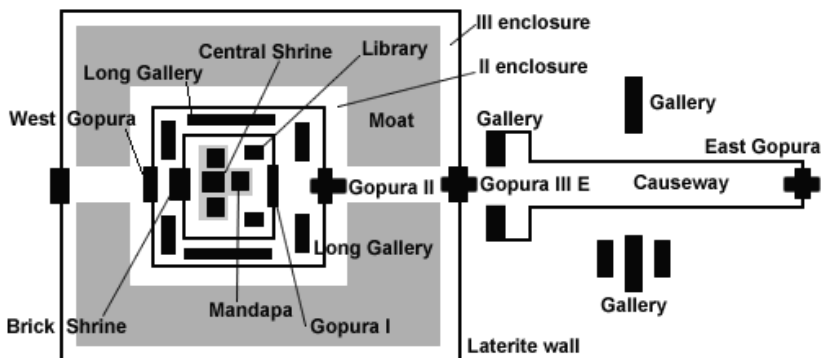 III enclosure
Central Shrine
Library
II enclosure
Long Gallery
West Gopura
Moat
Gallery
Gallery
East Gopura
Gopura II
Gopura III E
Causeway
Long Gallery
Mandapa
Gallery
Brick Shrine
Gopura I
Laterite wall